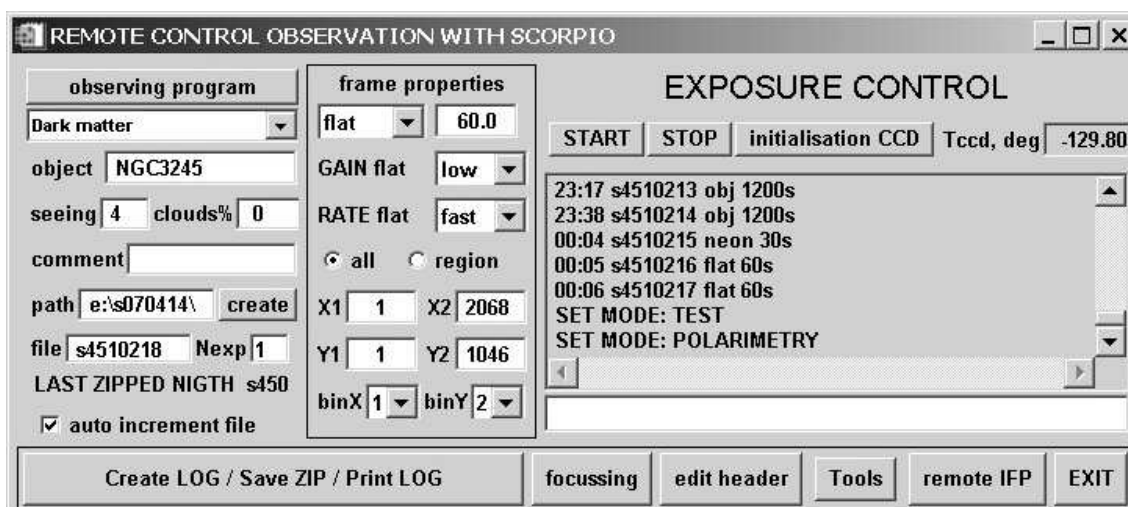 REMOTE CONTROL OBSERVATION WITH SCORPIO
observing program
Dark matter
object NGC3245
seeing 4 clouds% 0
comment
path e:\s070414\ create
file s4510218 Nexp 1
LAST ZIPPED NIGTH s450
auto increment file
frame properties
flat 60.0
GAIN flat low
RATE flat fast
all region
X1 1 X2 2068
Y1 1 Y2 1046
binX 1 binY 2
EXPOSURE CONTROL
START STOP initialisation CCD Tccd, deg -129.80
23:17 s4510213 obj 1200s
23:38 s4510214 obj 1200s
00:04 s4510215 neon 30s
00:05 s4510216 flat 60s
00:06 s4510217 flat 60s
SET MODE: TEST
SET MODE: POLARIMETRY
Create LOG / Save ZIP / Print LOG focussing edit header Tools remote IFP EXIT